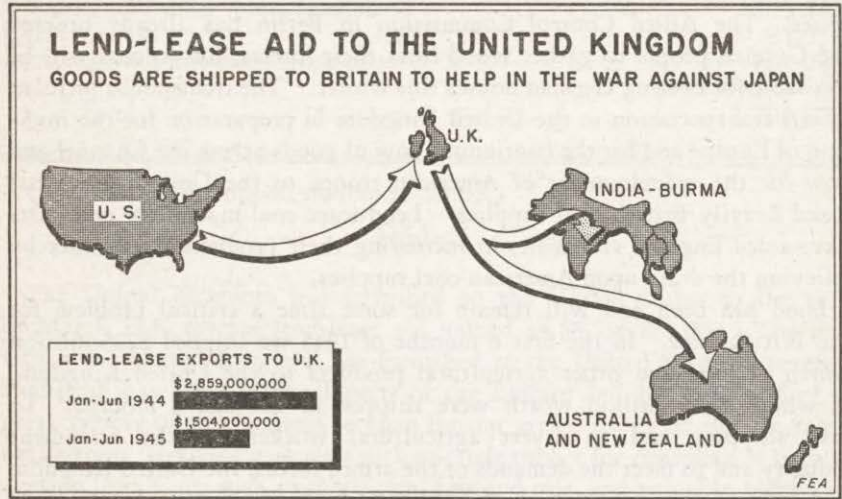 LEND-LEASE AID TO THE UNITED KINGDOM
GOODS ARE SHIPPED TO BRITAIN TO HELP IN THE WAR AGAINST JAPAN
U.K.
U. S.
INDIA-BURMA
LEND-LEASE EXPORTS TO U.K.
$2,859,000,000
Jan-Jun 1944
$1,504,000,000
Jan-Jun 1945
AUSTRALIA
AND NEW ZEALAND
FEA